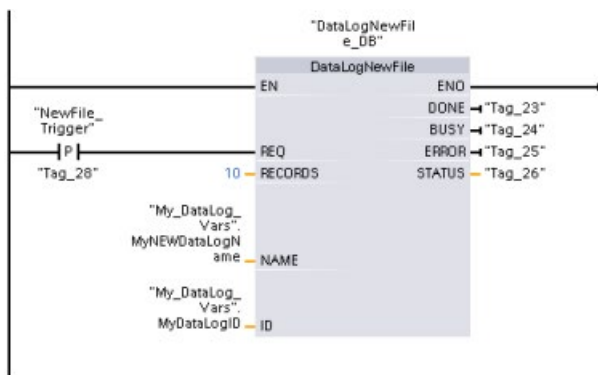 "DataLogNewFil
e_DB"
DataLogNewFile
EN
ENO
DONE
"Tag_23"
BUSY
"Tag_24"
"NewFile_
Trigger"
P
"Tag_28"
REQ
ERROR
"Tag_25"
10
RECORDS
STATUS
"Tag_26"
"My_DataLog_
Vars".
MyNEWDataLogN
ame
NAME
"My_DataLog_
Vars".
MyDataLogID
ID